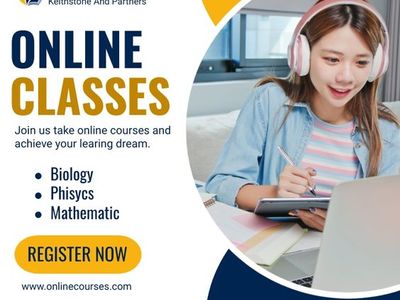 Keithstone And Partners
ONLINE
CLASSES
Join us take online courses and
achieve your learing dream.
Biology
Phisycs
Mathematic
REGISTER NOW
www.onlinecourses.com